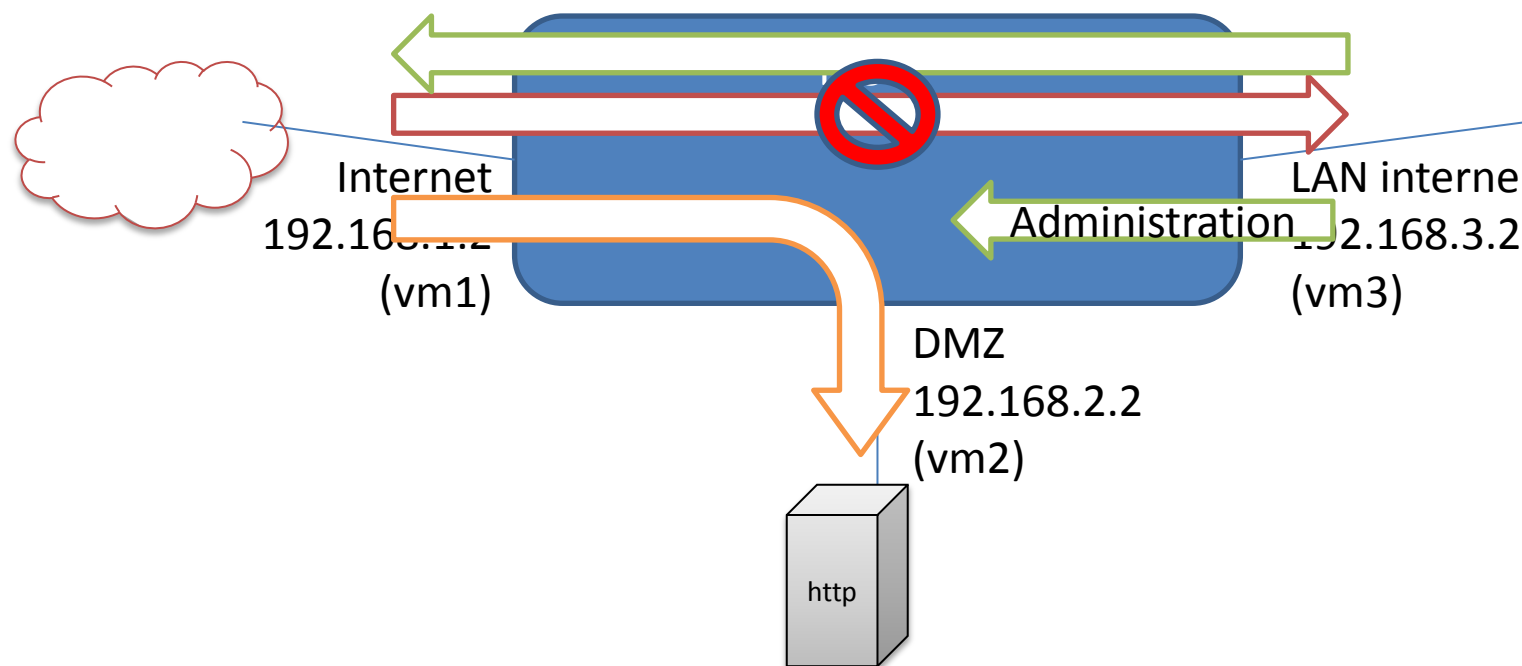 Internet
192.168.1.2
(vm1)
Administration
LAN interne
192.168.3.2
(vm3)
DMZ
192.168.2.2
(vm2)
http